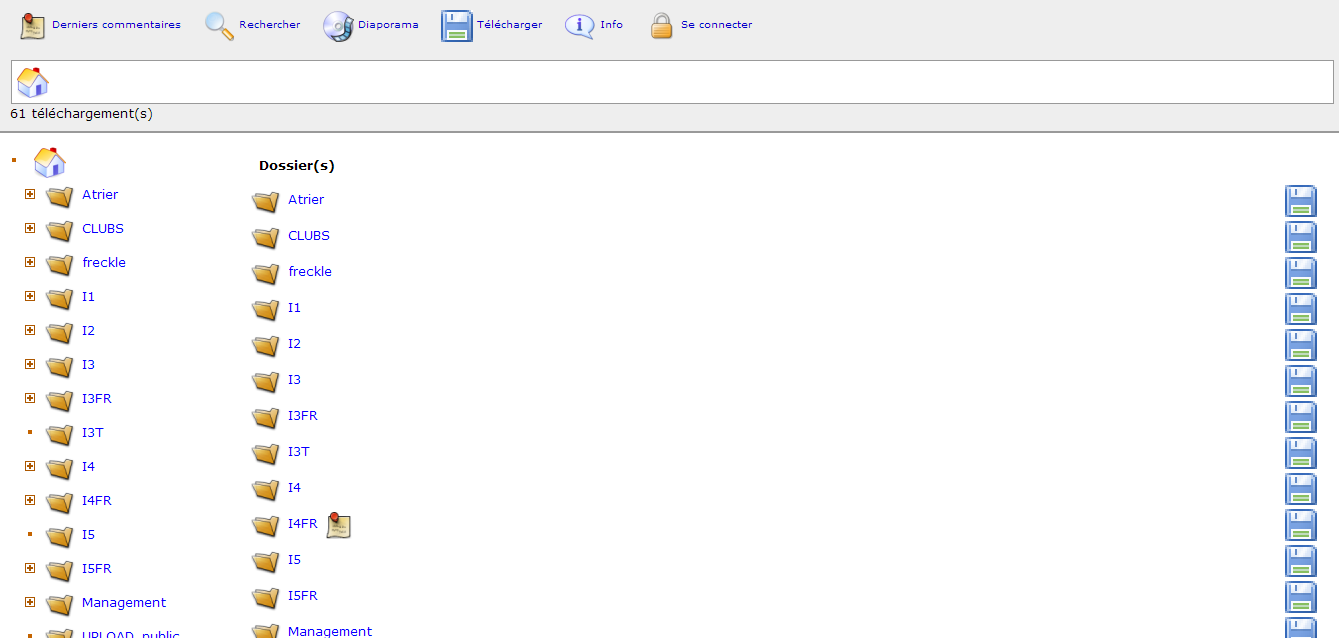 Derniers commentaires Rechercher Diaporama Télécharger Info Se connecter
61 téléchargement(s)
Atrier
CLUBS
freckle
I1
I2
I3
I3FR
I3T
I4
I4FR
I5
I5FR
Management
UPLOAD_public
Dossier(s)
Atrier
CLUBS
freckle
I1
I2
I3
I3FR
I3T
I4
I4FR
I5
I5FR
Management